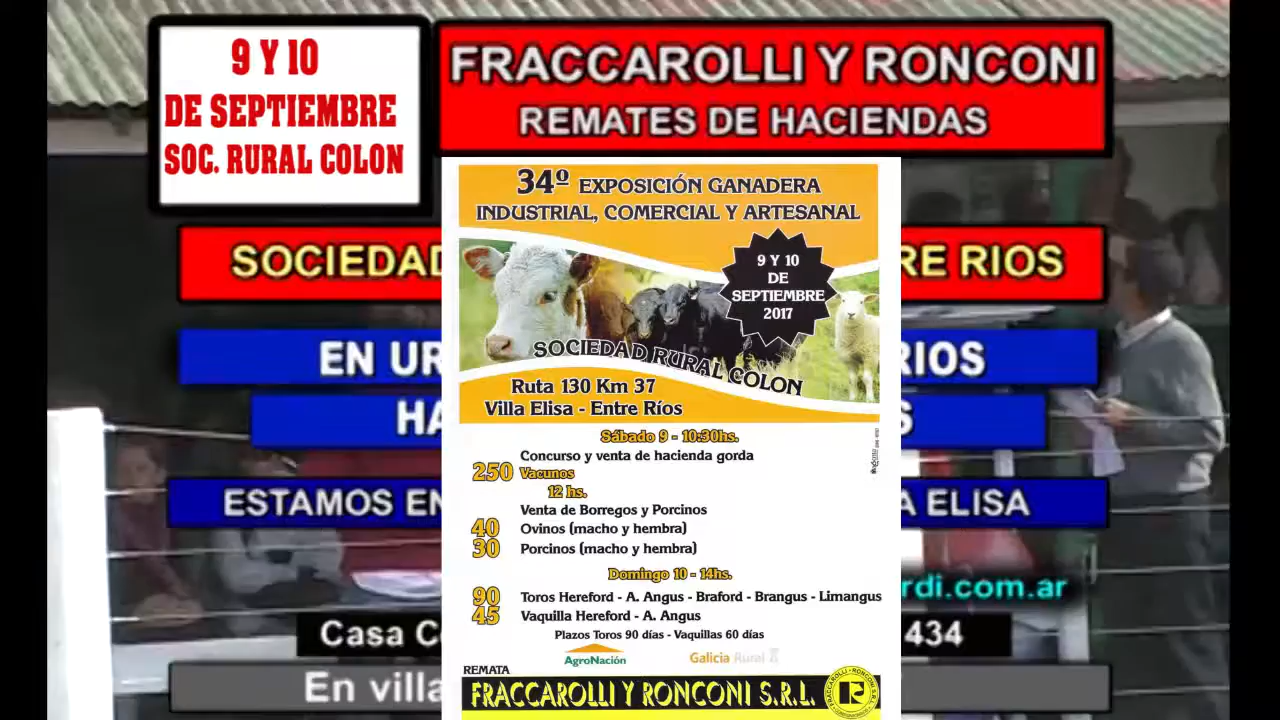 9 Y 10
DE SEPTIEMBRE
SOC. RURAL COLON
FRACCAROLLI Y RONCONI
REMATES DE HACIENDAS
SOCIEDAD
RE RIOS
EN UR
RIOS
HA
S
ESTAMOS EN
A ELISA
rdi.com.ar
Casa C
434
En villa
34º EXPOSICIÓN GANADERA
INDUSTRIAL, COMERCIAL Y ARTESANAL
9 Y 10
DE
SEPTIEMBRE
2017
SOCIEDAD RURAL COLON
Ruta 130 Km 37
Villa Elisa - Entre Ríos
Sábado 9 - 10:30hs.
Concurso y venta de hacienda gorda
250 Vacunos
12 hs.
Venta de Borregos y Porcinos
40 Ovinos (macho y hembra)
30 Porcinos (macho y hembra)
Domingo 10 - 14hs.
90 Toros Hereford - A. Angus - Braford - Brangus - Limangus
45 Vaquilla Hereford - A. Angus
Plazos Toros 90 días - Vaquillas 60 días
AgroNación
Galicia Rural
REMATA
FRACCAROLLI Y RONCONI S.R.L.